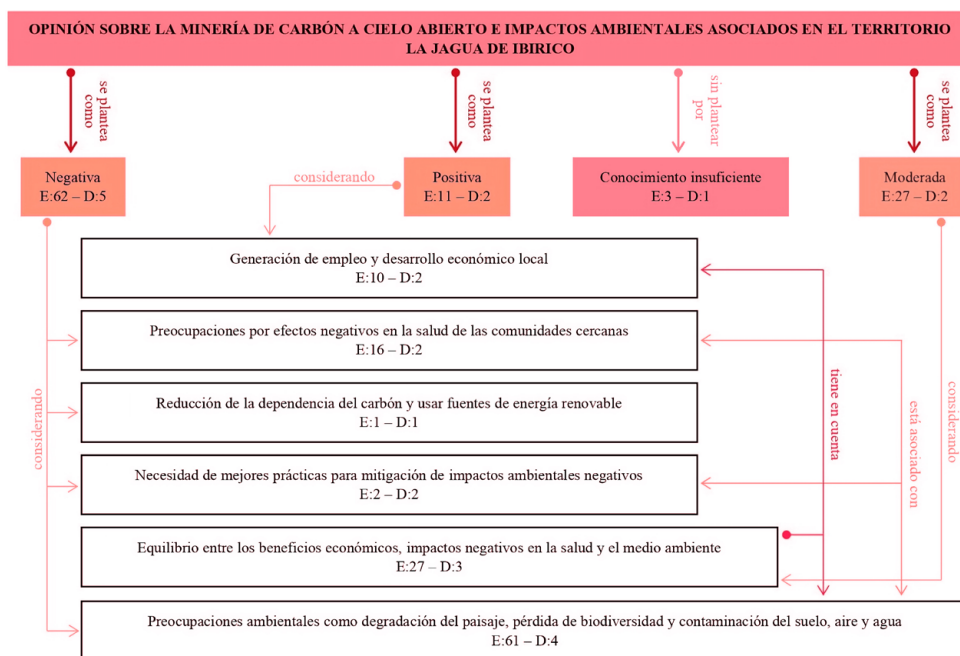 OPINIÓN SOBRE LA MINERÍA DE CARBÓN A CIELO ABIERTO E IMPACTOS AMBIENTALES ASOCIADOS EN EL TERRITORIO
LA JAGUA DE IBIRICO
se plantea
como
se plantea
como
sin plantear
por
se plantea
como
Negativa
E:62 – D:5
considerando
Positiva
E:11 – D:2
Conocimiento insuficiente
E:3 – D:1
Moderada
E:27 – D:2
Generación de empleo y desarrollo económico local
E:10 – D:2
Preocupaciones por efectos negativos en la salud de las comunidades cercanas
E:16 – D:2
Reducción de la dependencia del carbón y usar fuentes de energía renovable
E:1 – D:1
Necesidad de mejores prácticas para mitigación de impactos ambientales negativos
E:2 – D:2
Equilibrio entre los beneficios económicos, impactos negativos en la salud y el medio ambiente
E:27 – D:3
Preocupaciones ambientales como degradación del paisaje, pérdida de biodiversidad y contaminación del suelo, aire y agua
E:61 – D:4
considerando
tiene en cuenta
está asociado con
considerando